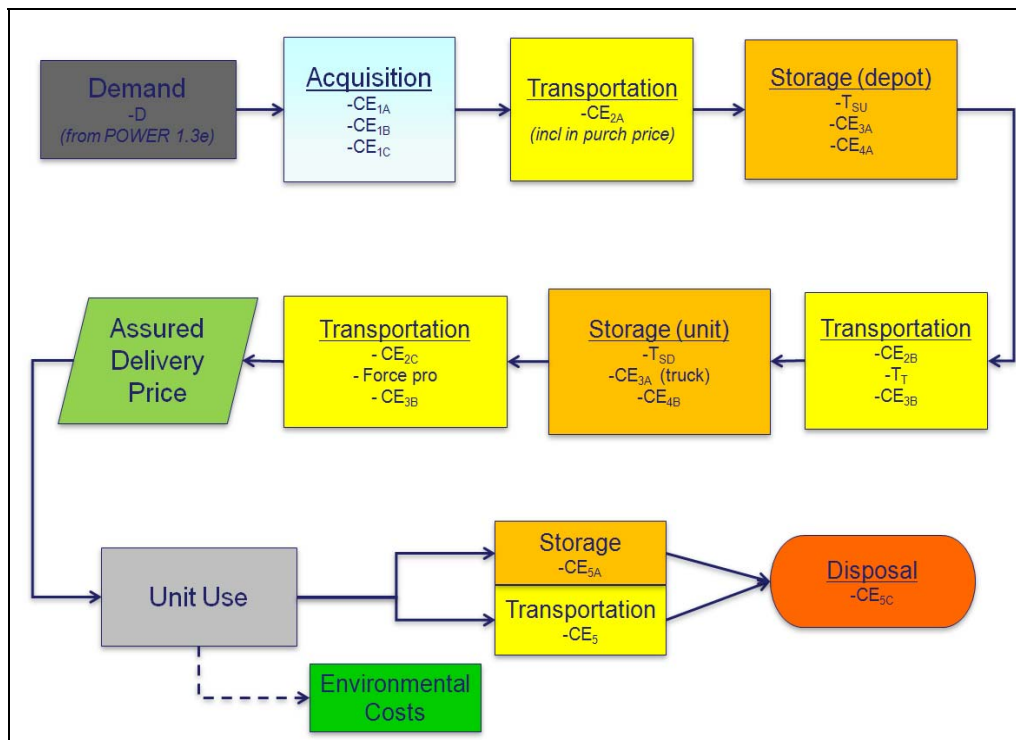 Demand
-D
(from POWER 1.3e)
Acquisition
-CE1A
-CE1B
-CE1C
Transportation
-CE2A
(incl in purch price)
Storage (depot)
-TSU
-CE3A
-CE4A
Transportation
-CE2B
-TT
-CE3B
Storage (unit)
-TSD
-CE3A (truck)
-CE4B
Transportation
- CE2C
- Force pro
- CE3B
Assured
Delivery
Price
Unit Use
Storage
-CE5A
Transportation
-CE5
Disposal
-CE5C
Environmental
Costs